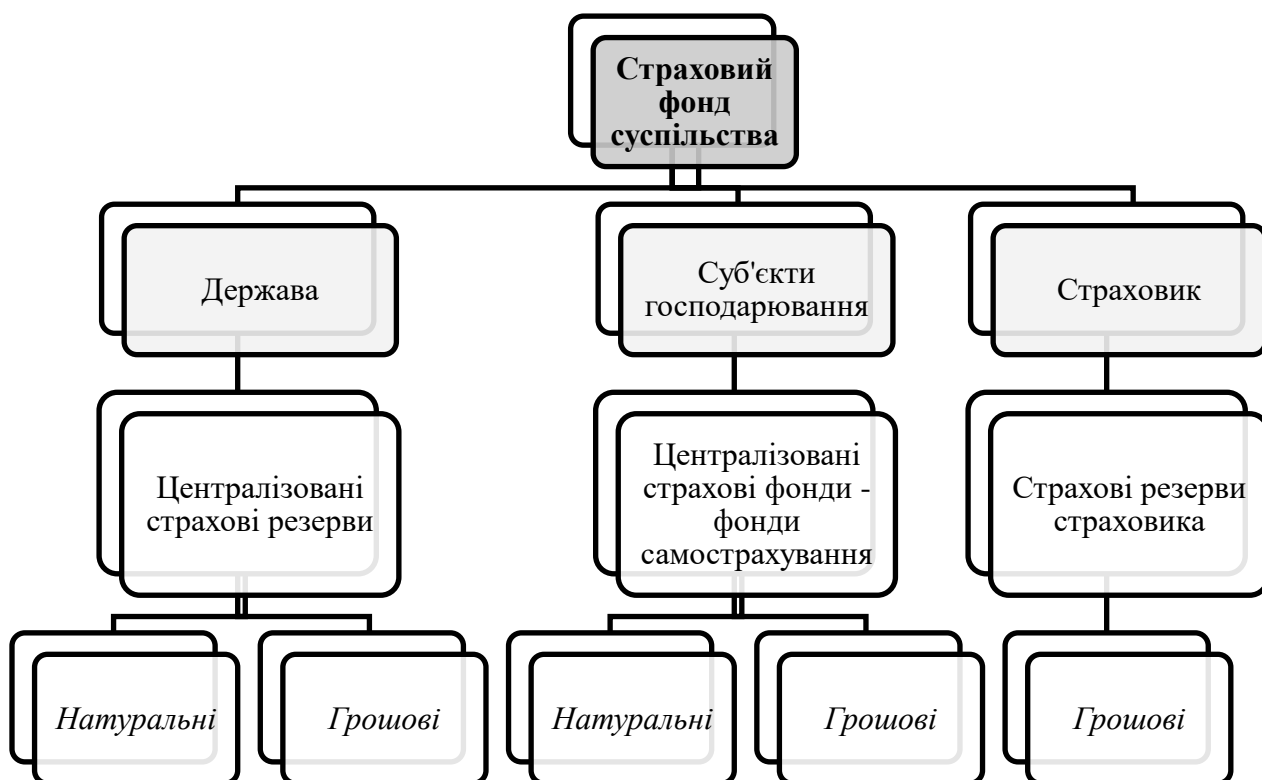 Страховий
фонд
суспільства
Держава
Суб'єкти
господарювання
Страховик
Централізовані
страхові резерви
Централізовані
страхові фонди -
фонди
самострахування
Страхові резерви
страховика
Натуральні
Грошові
Натуральні
Грошові
Грошові